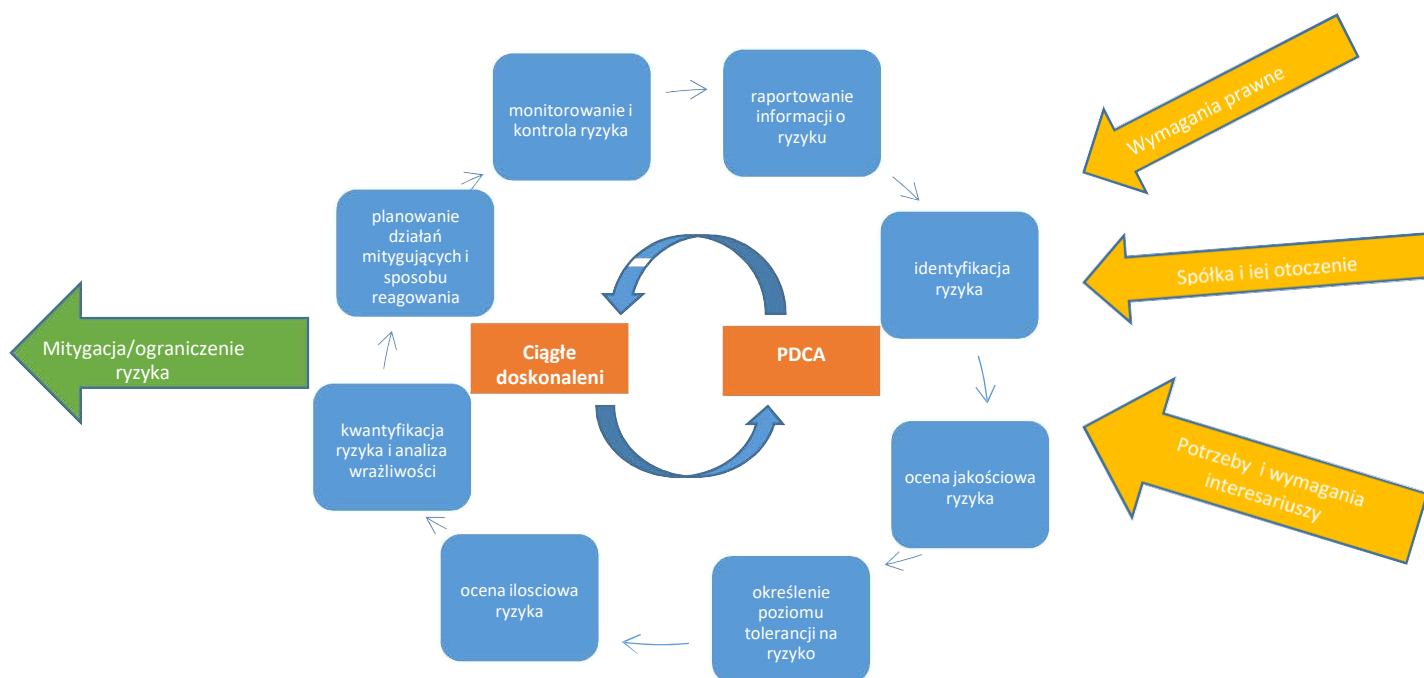 monitorowanie i
kontrola ryzyka
raportowanie
informacji o
ryzyku
Wymagania prawne
planowanie
działań
mitygujących i
sposobu
reagowania
identyfikacja
ryzyka
Spółka i iej otoczenie
Mitygacja/ograniczenie
ryzyka
Ciągłe
doskonaleni
PDCA
kwantyfikacja
ryzyka i analiza
wrażliwości
ocena jakościowa
ryzyka
Potrzeby i wymagania
interesariuszy
ocena ilosciowa
ryzyka
określenie
poziomu
tolerancji na
ryzyko